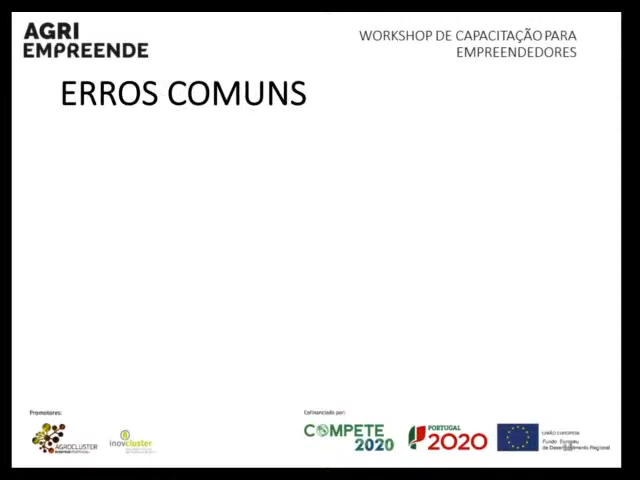 AGRI
EMPREENDE
WORKSHOP DE CAPACITAÇÃO PARA
EMPREENDEDORES
ERROS COMUNS
Promotores:
AGROCLUSTER
inovcluster
Cofinanciado por:
COMPETE
2020
PORTUGAL
2020
UNIÃO EUROPEIA
Fundo Europeu
de Desenvolvimento Regional